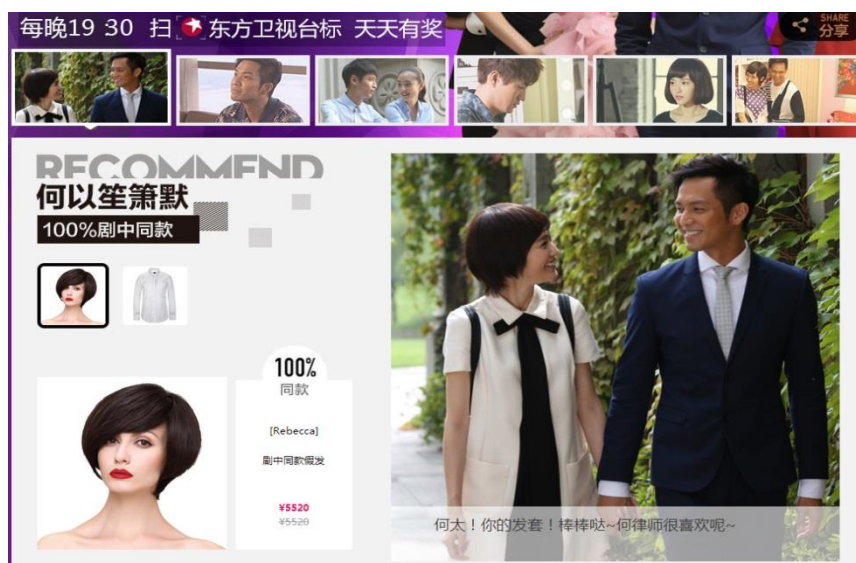 每晚19 30 扫 东方卫视台标 天天有奖
SHARE
分享
RECOMMEND
何以笙箫默
100%剧中同款
100%
同款
[Rebecca]
剧中同款假发
¥5520
¥5520
何太！你的发套！棒棒哒~何律师很喜欢呢~